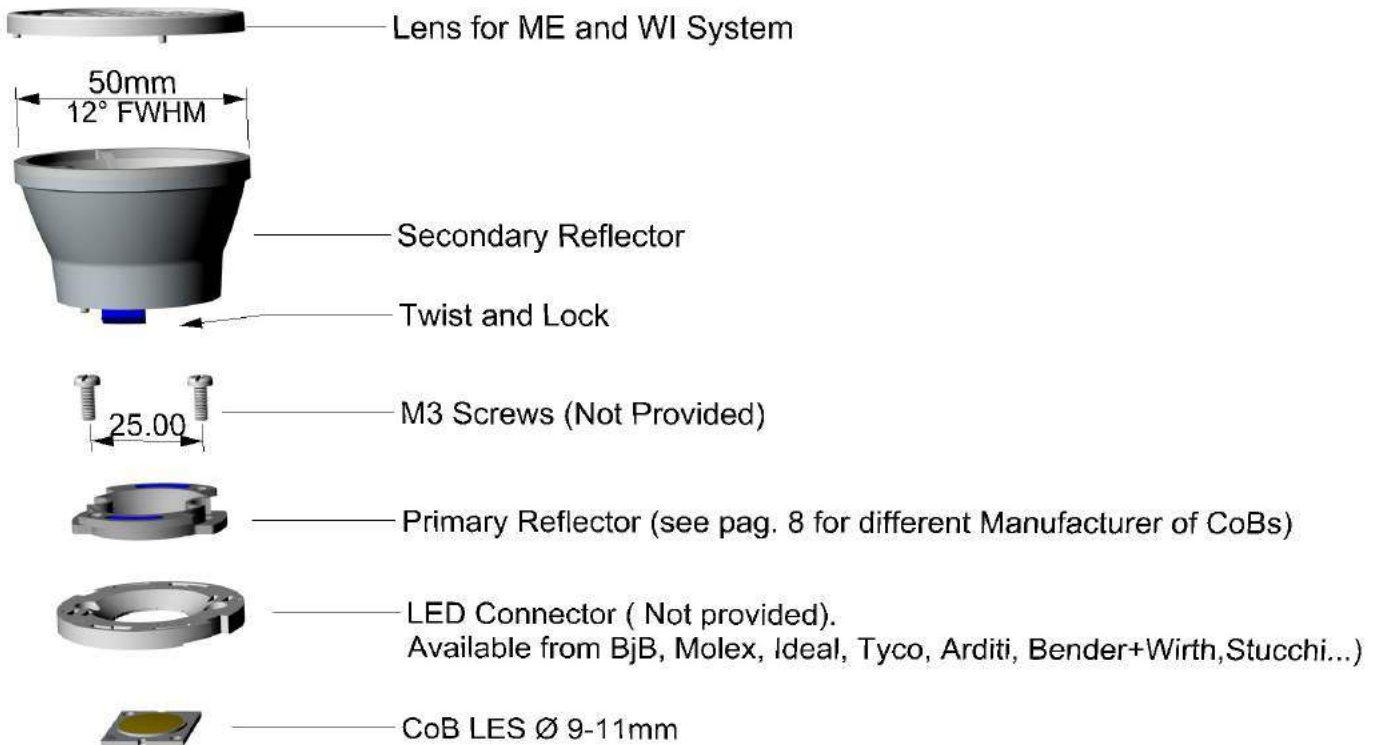 Lens for ME and WI System
50mm
12° FWHM
Secondary Reflector
Twist and Lock
M3 Screws (Not Provided)
25.00
Primary Reflector (see pag. 8 for different Manufacturer of CoBs)
LED Connector ( Not provided).
Available from BjB, Molex, Ideal, Tyco, Arditi, Bender+Wirth,Stucchi...)
CoB LES Ø 9-11mm